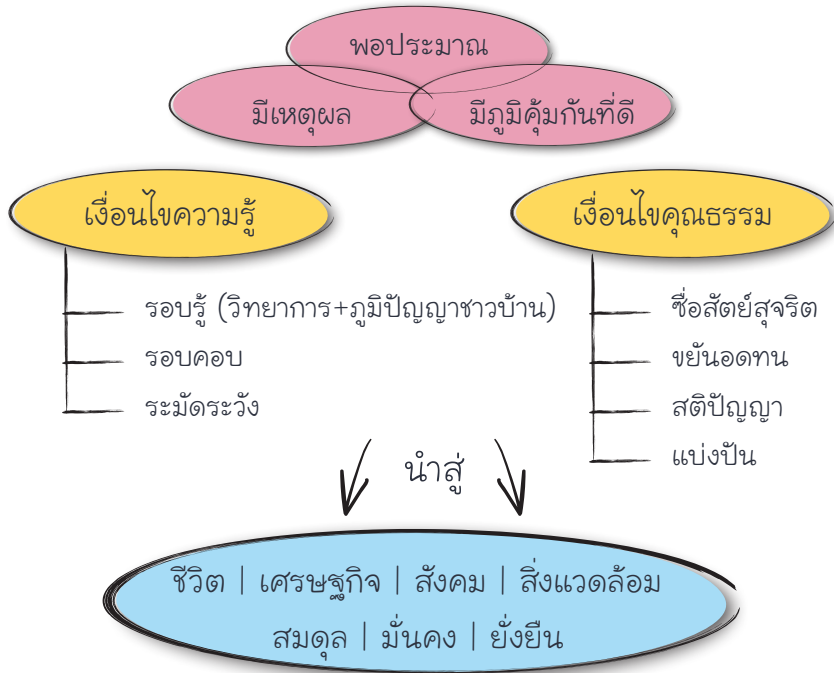 พอประมาณ
มีเหตุผล
มีภูมิคุ้มกันที่ดี
เงื่อนไขความรู้
รอบรู้ (วิทยาการ+ภูมิปัญญาชาวบ้าน)
รอบคอบ
ระมัดระวัง
เงื่อนไขคุณธรรม
ซื่อสัตย์สุจริต
ขยันอดทน
สติปัญญา
แบ่งปัน
นำสู่
ชีวิต | เศรษฐกิจ | สังคม | สิ่งแวดล้อม
สมดุล | มั่นคง | ยั่งยืน